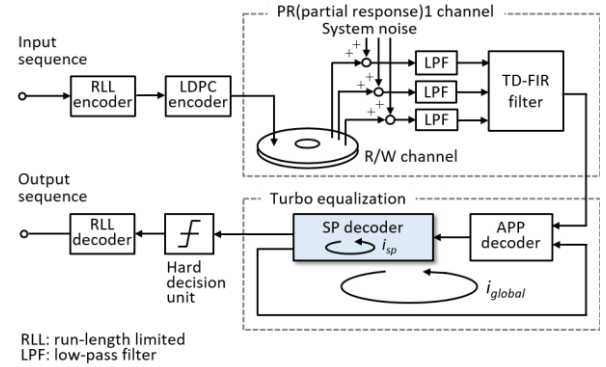 PR(partial response)1 channel
System noise
Input
sequence
+ + +
+ + +
LPF
LPF
LPF
RLL
encoder
LDPC
encoder
TD-FIR
filter
R/W channel
Output
sequence
Turbo equalization
RLL
decoder
SP decoder
i_sp
APP
decoder
Hard
decision
unit
i_global
RLL: run-length limited
LPF: low-pass filter